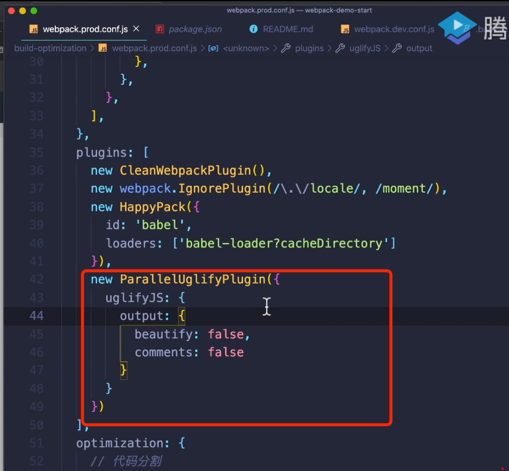 webpack.prod.conf.js — webpack-demo-start
webpack.prod.conf.js × package.json README.md webpack.dev.conf.js
腾
build-optimization > webpack.prod.conf.js > <unknown> > plugins > uglifyJS > output
30 },
31 },
32 },
33 ],
34 },
35 plugins: [
36 new CleanWebpackPlugin(),
37 new webpack.IgnorePlugin(/\.\/locale/, /moment/),
38 new HappyPack({
39 id: 'babel',
40 loaders: ['babel-loader?cacheDirectory']
41 }),
42 new ParallelUglifyPlugin({
43 uglifyJS: {
44 output: {
45 beautify: false,
46 comments: false
47 }
48 }
49 })
50 ],
51 optimization: {
52 // 代码分割